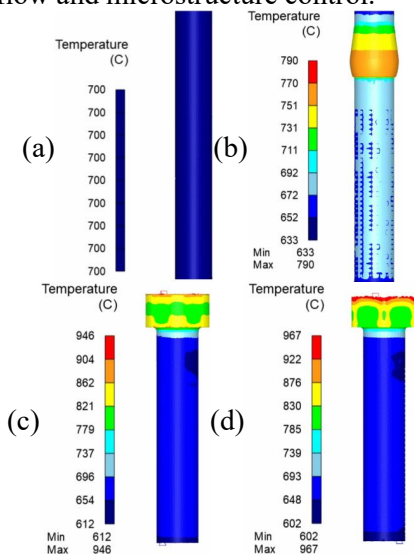 flow and microstructure control.
Temperature
(C)
700
700
700
700
700
700
700
700
700
(a)
Temperature
(C)
790
770
751
731
711
692
672
652
633
Min 633
Max 790
(b)
Temperature
(C)
946
904
862
821
779
737
696
654
612
Min 612
Max 946
(c)
Temperature
(C)
967
922
876
830
785
739
693
648
602
Min 602
Max 967
(d)